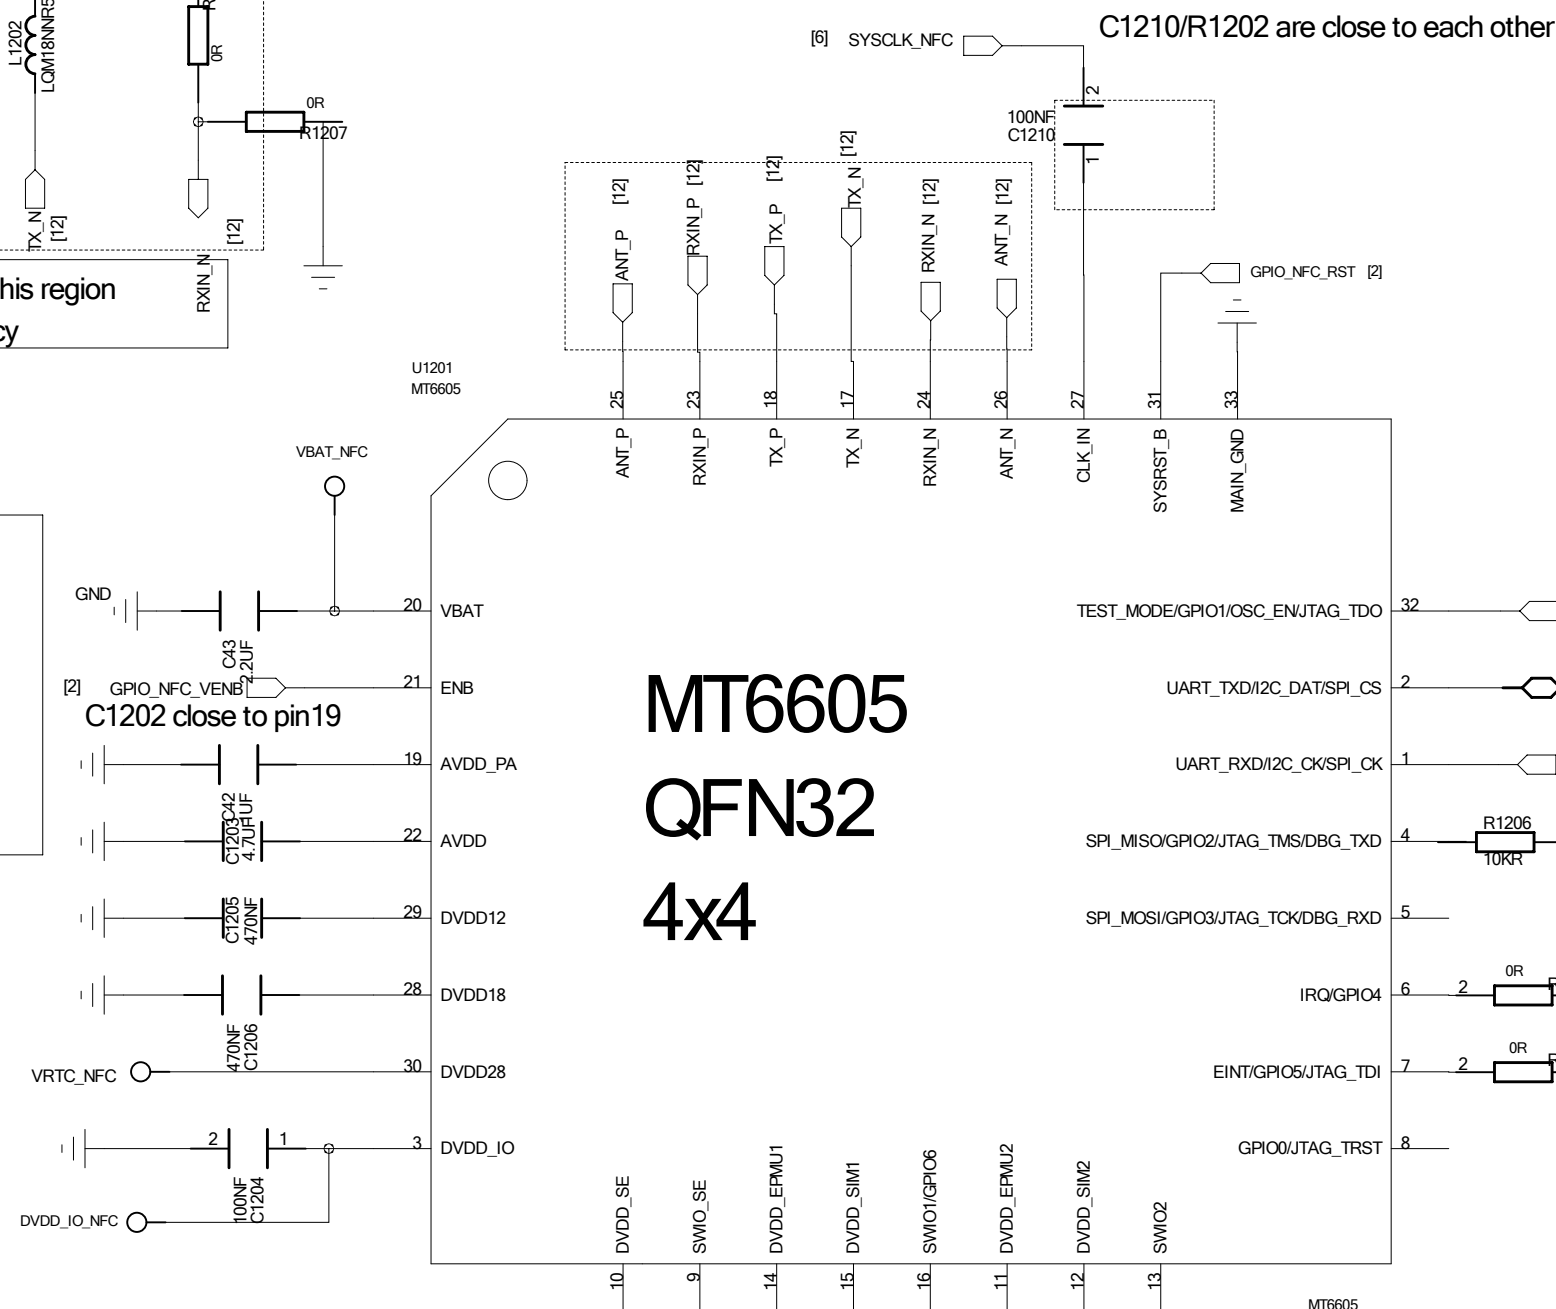 L1202
LQM18NNR5
0R
0R
R1207
TX_N
[12]
[12]
RXIN_N
his region
cy
[6] SYSCLK_NFC
C1210/R1202 are close to each other
2
100NF
C1210
1
ANT_P [12]
RXIN_P [12]
TX_P [12]
TX_N [12]
RXIN_N [12]
ANT_N [12]
GPIO_NFC_RST [2]
U1201
MT6605
25
23
18
17
24
26
27
31
33
ANT_P
RXIN_P
TX_P
TX_N
RXIN_N
ANT_N
CLK_IN
SYSRST_B
MAIN_GND
VBAT_NFC
GND
C43
2.2UF
20 VBAT
[2] GPIO_NFC_VENB
21 ENB
C1202 close to pin19
19 AVDD_PA
C42
1UF
C1203
4.7UF
22 AVDD
C1205
470NF
29 DVDD12
28 DVDD18
470NF
C1206
VRTC_NFC
30 DVDD28
2 1
3 DVDD_IO
100NF
C1204
DVDD_IO_NFC
MT6605
QFN32
4x4
TEST_MODE/GPIO1/OSC_EN/JTAG_TDO 32
UART_TXD/I2C_DAT/SPI_CS 2
UART_RXD/I2C_CK/SPI_CK 1
SPI_MISO/GPIO2/JTAG_TMS/DBG_TXD 4
R1206
10KR
SPI_MOSI/GPIO3/JTAG_TCK/DBG_RXD 5
IRQ/GPIO4 6
2
0R
EINT/GPIO5/JTAG_TDI 7
2
0R
GPIO0/JTAG_TRST 8
DVDD_SE
SWIO_SE
DVDD_EPMU1
DVDD_SIM1
SWIO1/GPIO6
DVDD_EPMU2
DVDD_SIM2
SWIO2
10
9
14
15
16
11
12
13
MT6605